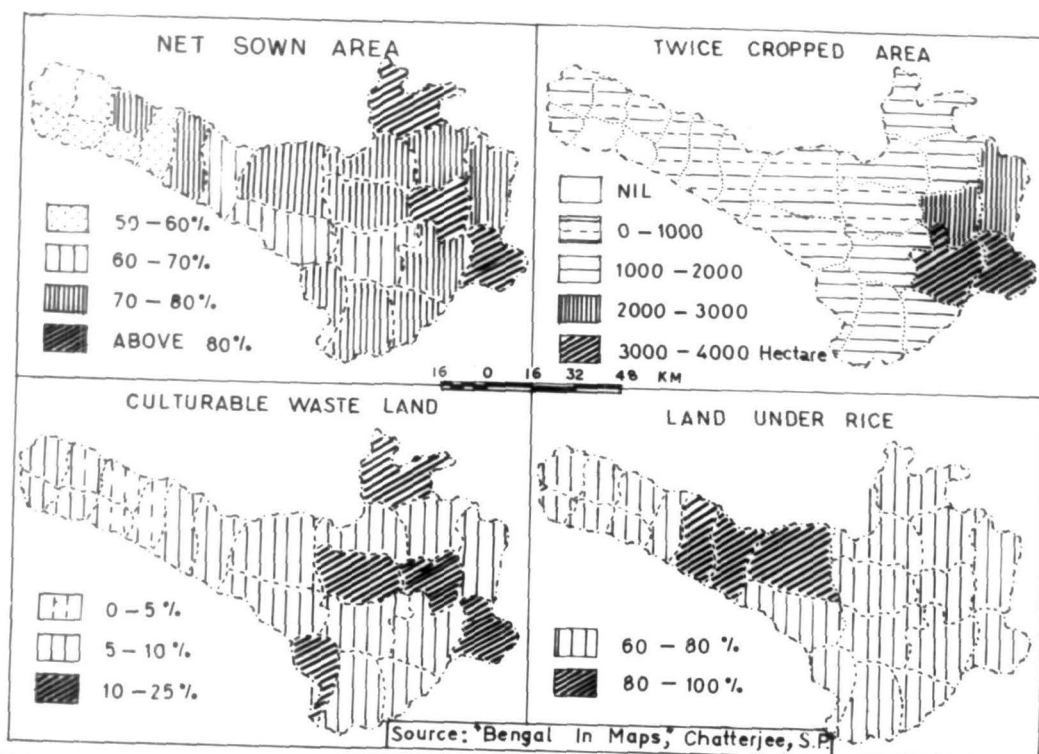 NET SOWN AREA
50 – 60%
60 – 70%
70 – 80%
ABOVE 80%
TWICE CROPPED AREA
NIL
0 – 1000
1000 – 2000
2000 – 3000
3000 – 4000 Hectare
16 0 16 32 48 KM
CULTURABLE WASTE LAND
0 – 5%
5 – 10%
10 – 25%
LAND UNDER RICE
60 – 80%
80 – 100%
Source: "Bengal In Maps," Chatterjee, S.P.